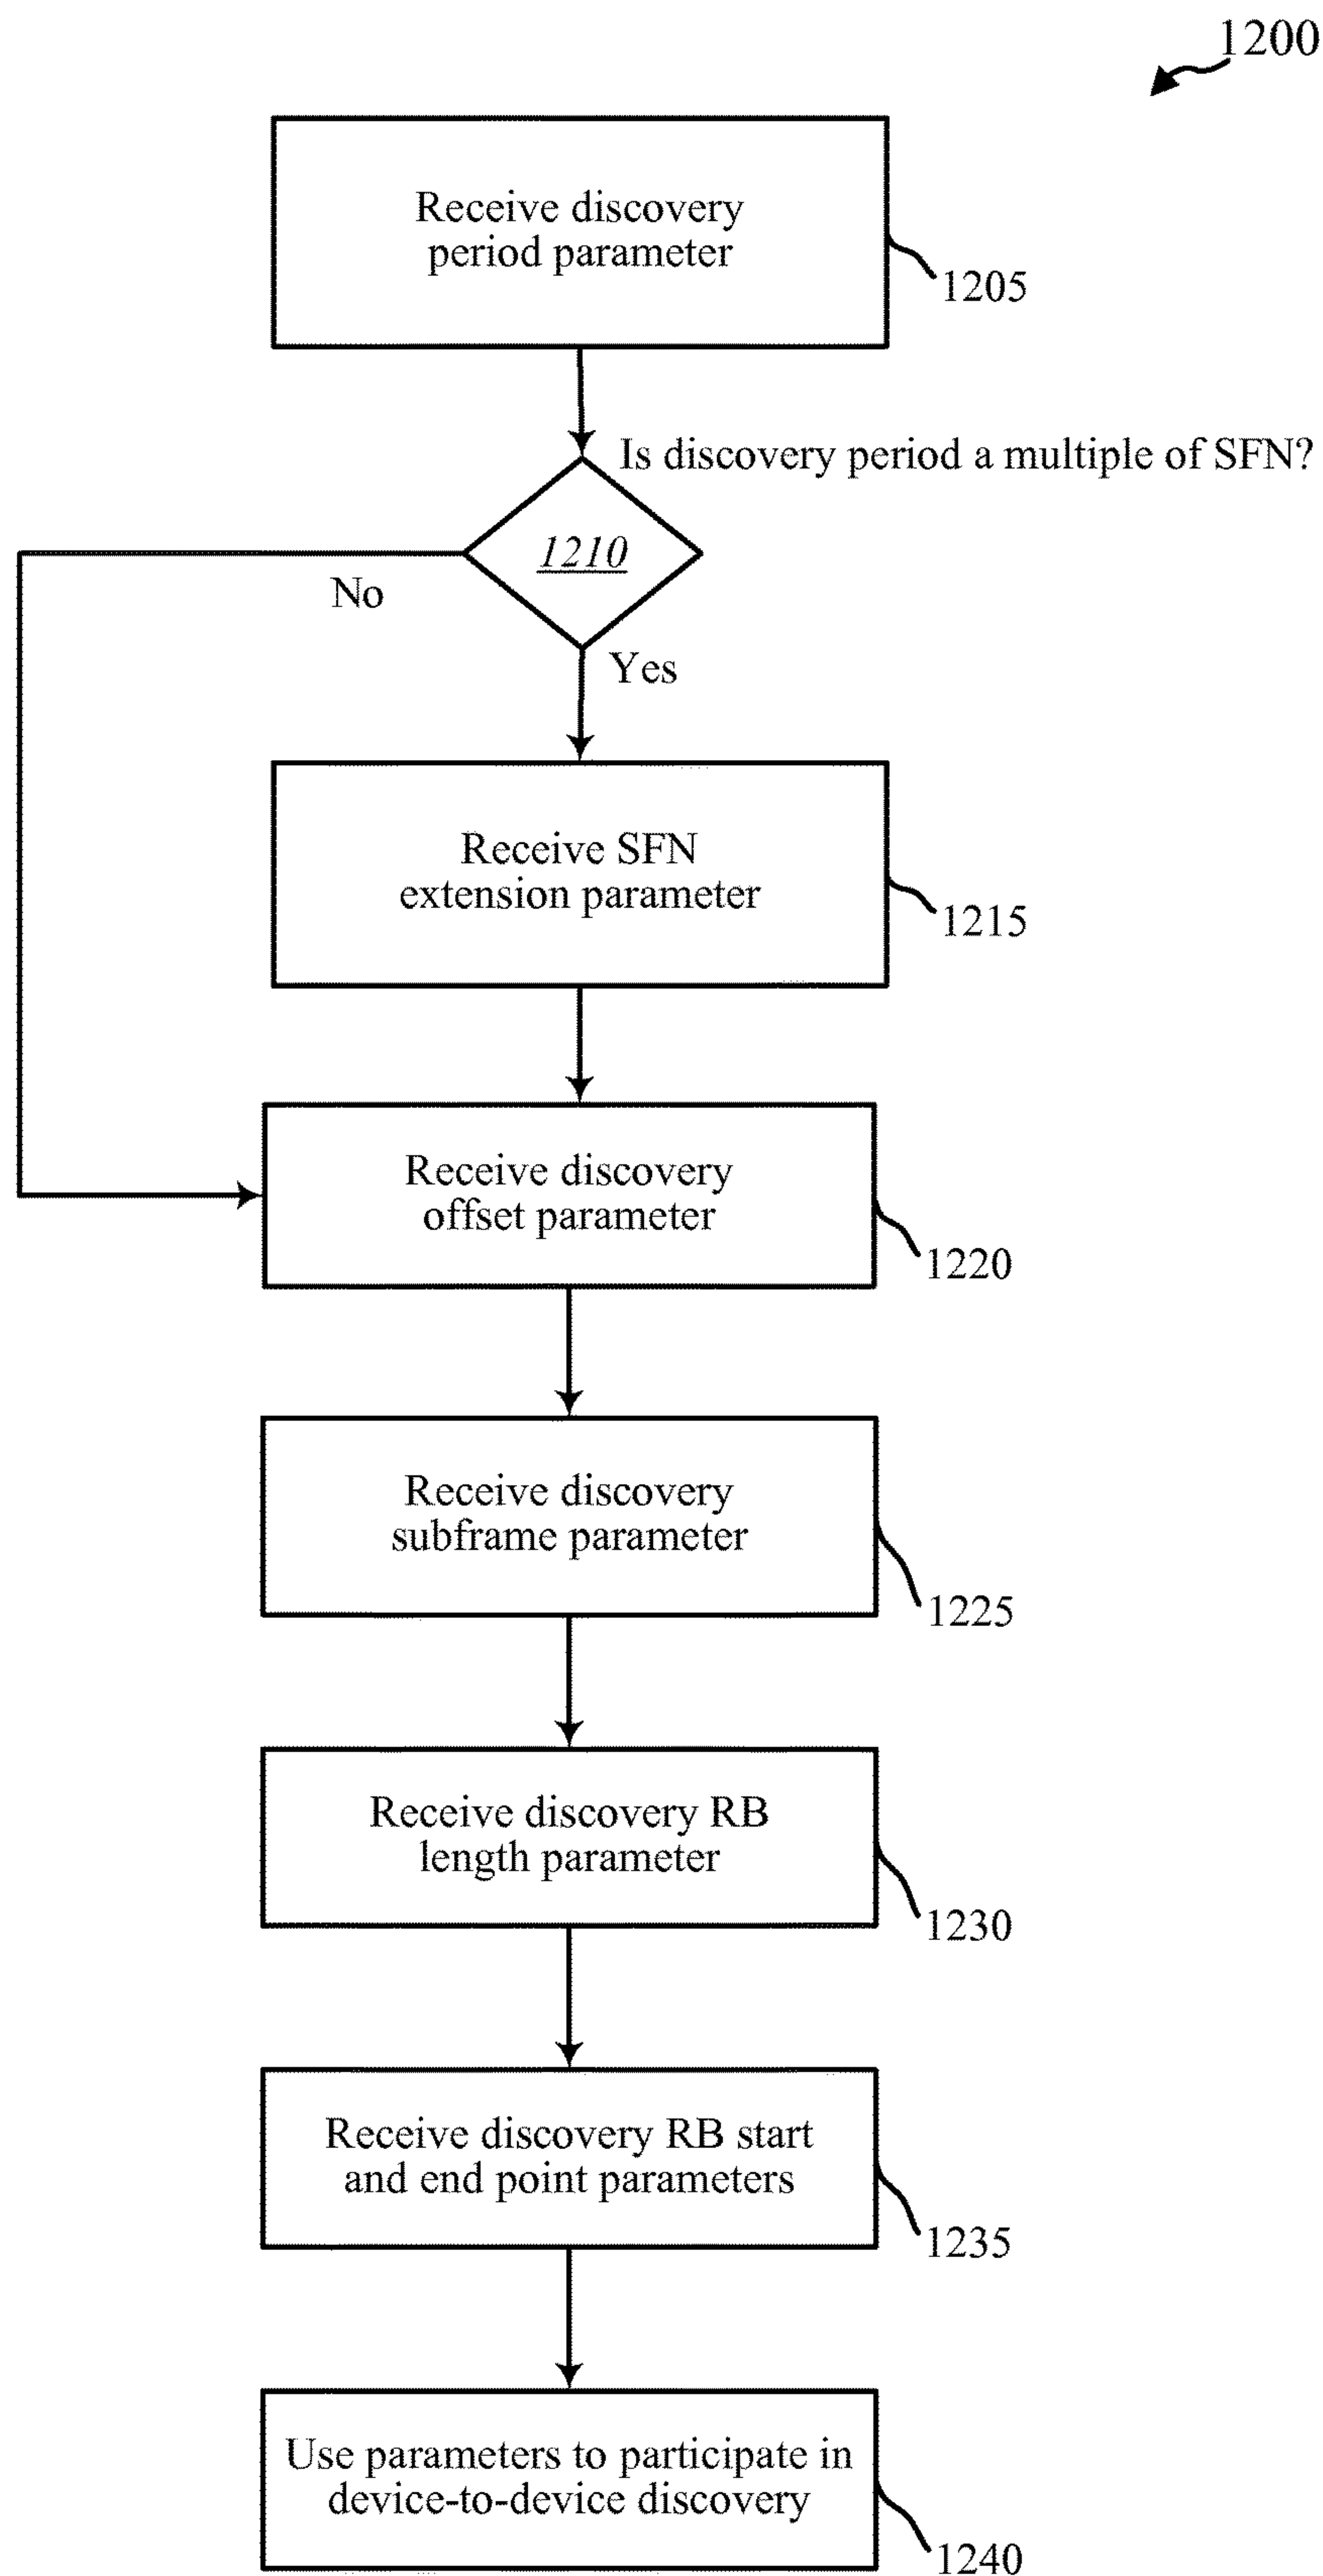 1200
Receive discovery
period parameter
1205
Is discovery period a multiple of SFN?
1210
No
Yes
Receive SFN
extension parameter
1215
Receive discovery
offset parameter
1220
Receive discovery
subframe parameter
1225
Receive discovery RB
length parameter
1230
Receive discovery RB start
and end point parameters
1235
Use parameters to participate in
device-to-device discovery
1240